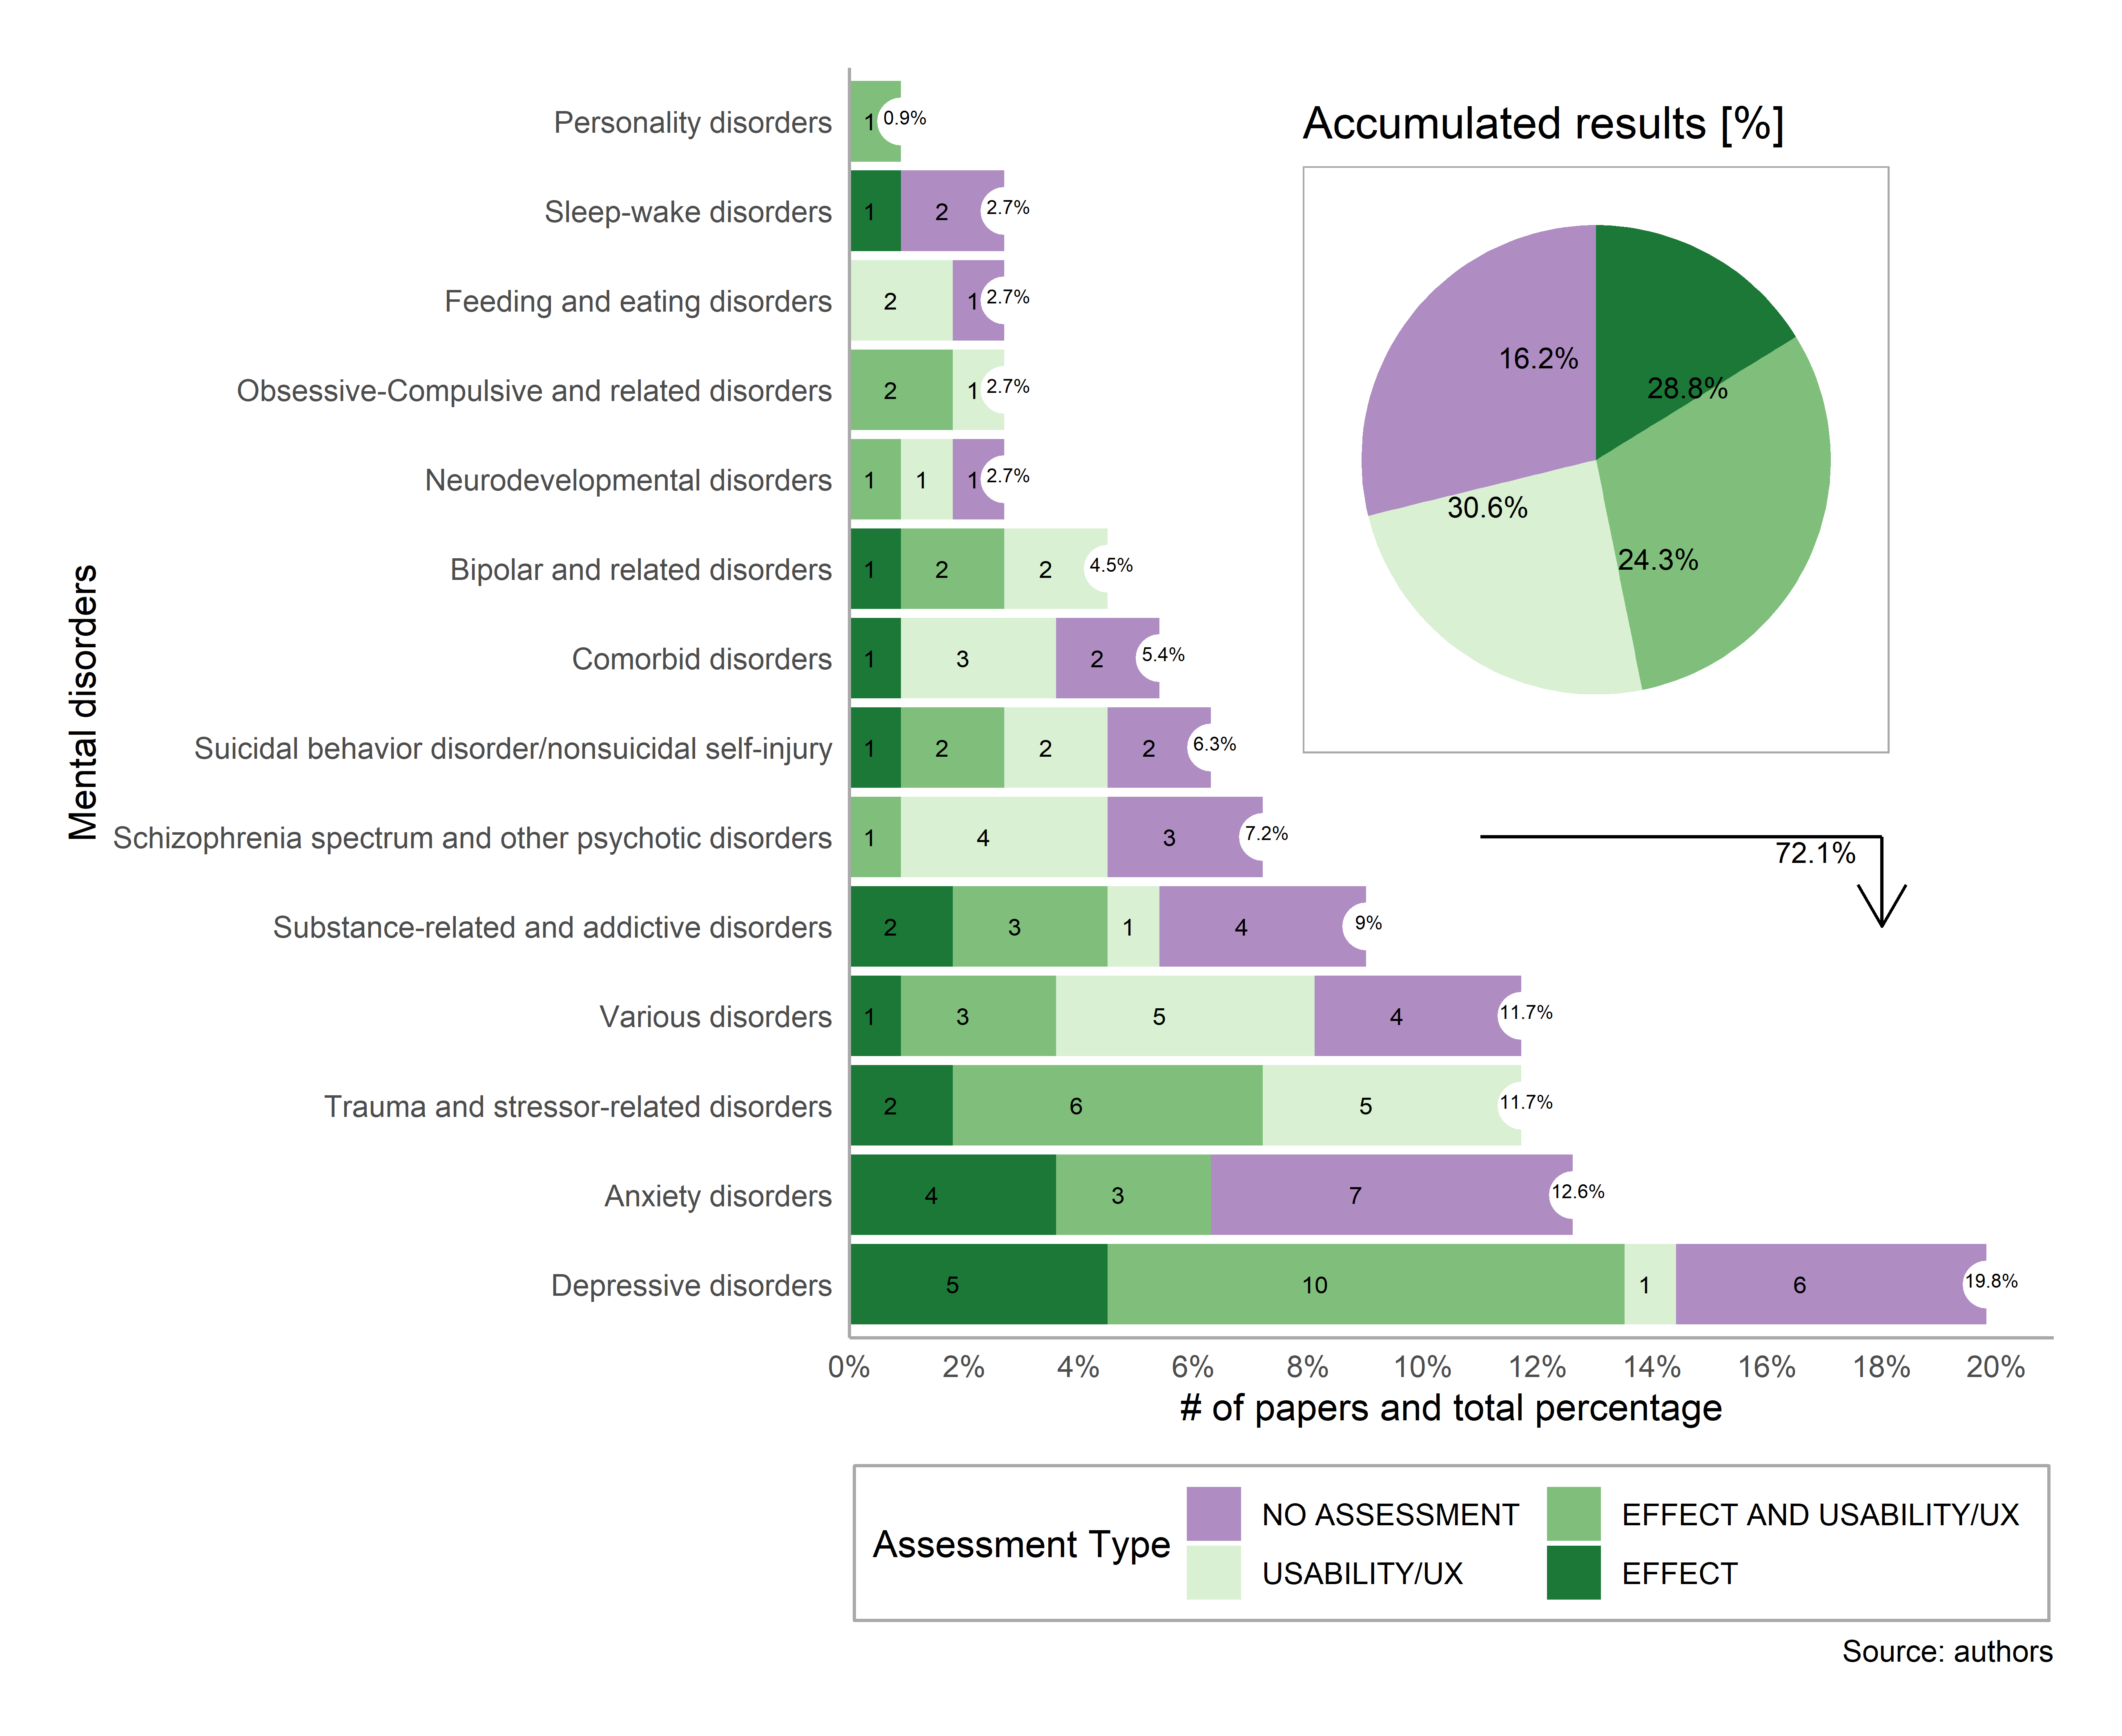 Accumulated results [%]
16.2%
28.8%
30.6%
24.3%
72.1%
Mental disorders
Personality disorders 1 0.9%
Sleep-wake disorders 1 2 2.7%
Feeding and eating disorders 2 1 2.7%
Obsessive-Compulsive and related disorders 2 1 2.7%
Neurodevelopmental disorders 1 1 1 2.7%
Bipolar and related disorders 1 2 2 4.5%
Comorbid disorders 1 3 2 5.4%
Suicidal behavior disorder/nonsuicidal self-injury 1 2 2 2 6.3%
Schizophrenia spectrum and other psychotic disorders 1 4 3 7.2%
Substance-related and addictive disorders 2 3 1 4 9%
Various disorders 1 3 5 4 11.7%
Trauma and stressor-related disorders 2 6 5 11.7%
Anxiety disorders 4 3 7 12.6%
Depressive disorders 5 10 1 6 19.8%
0% 2% 4% 6% 8% 10% 12% 14% 16% 18% 20%
# of papers and total percentage
Assessment Type
NO ASSESSMENT
EFFECT AND USABILITY/UX
USABILITY/UX
EFFECT
Source: authors